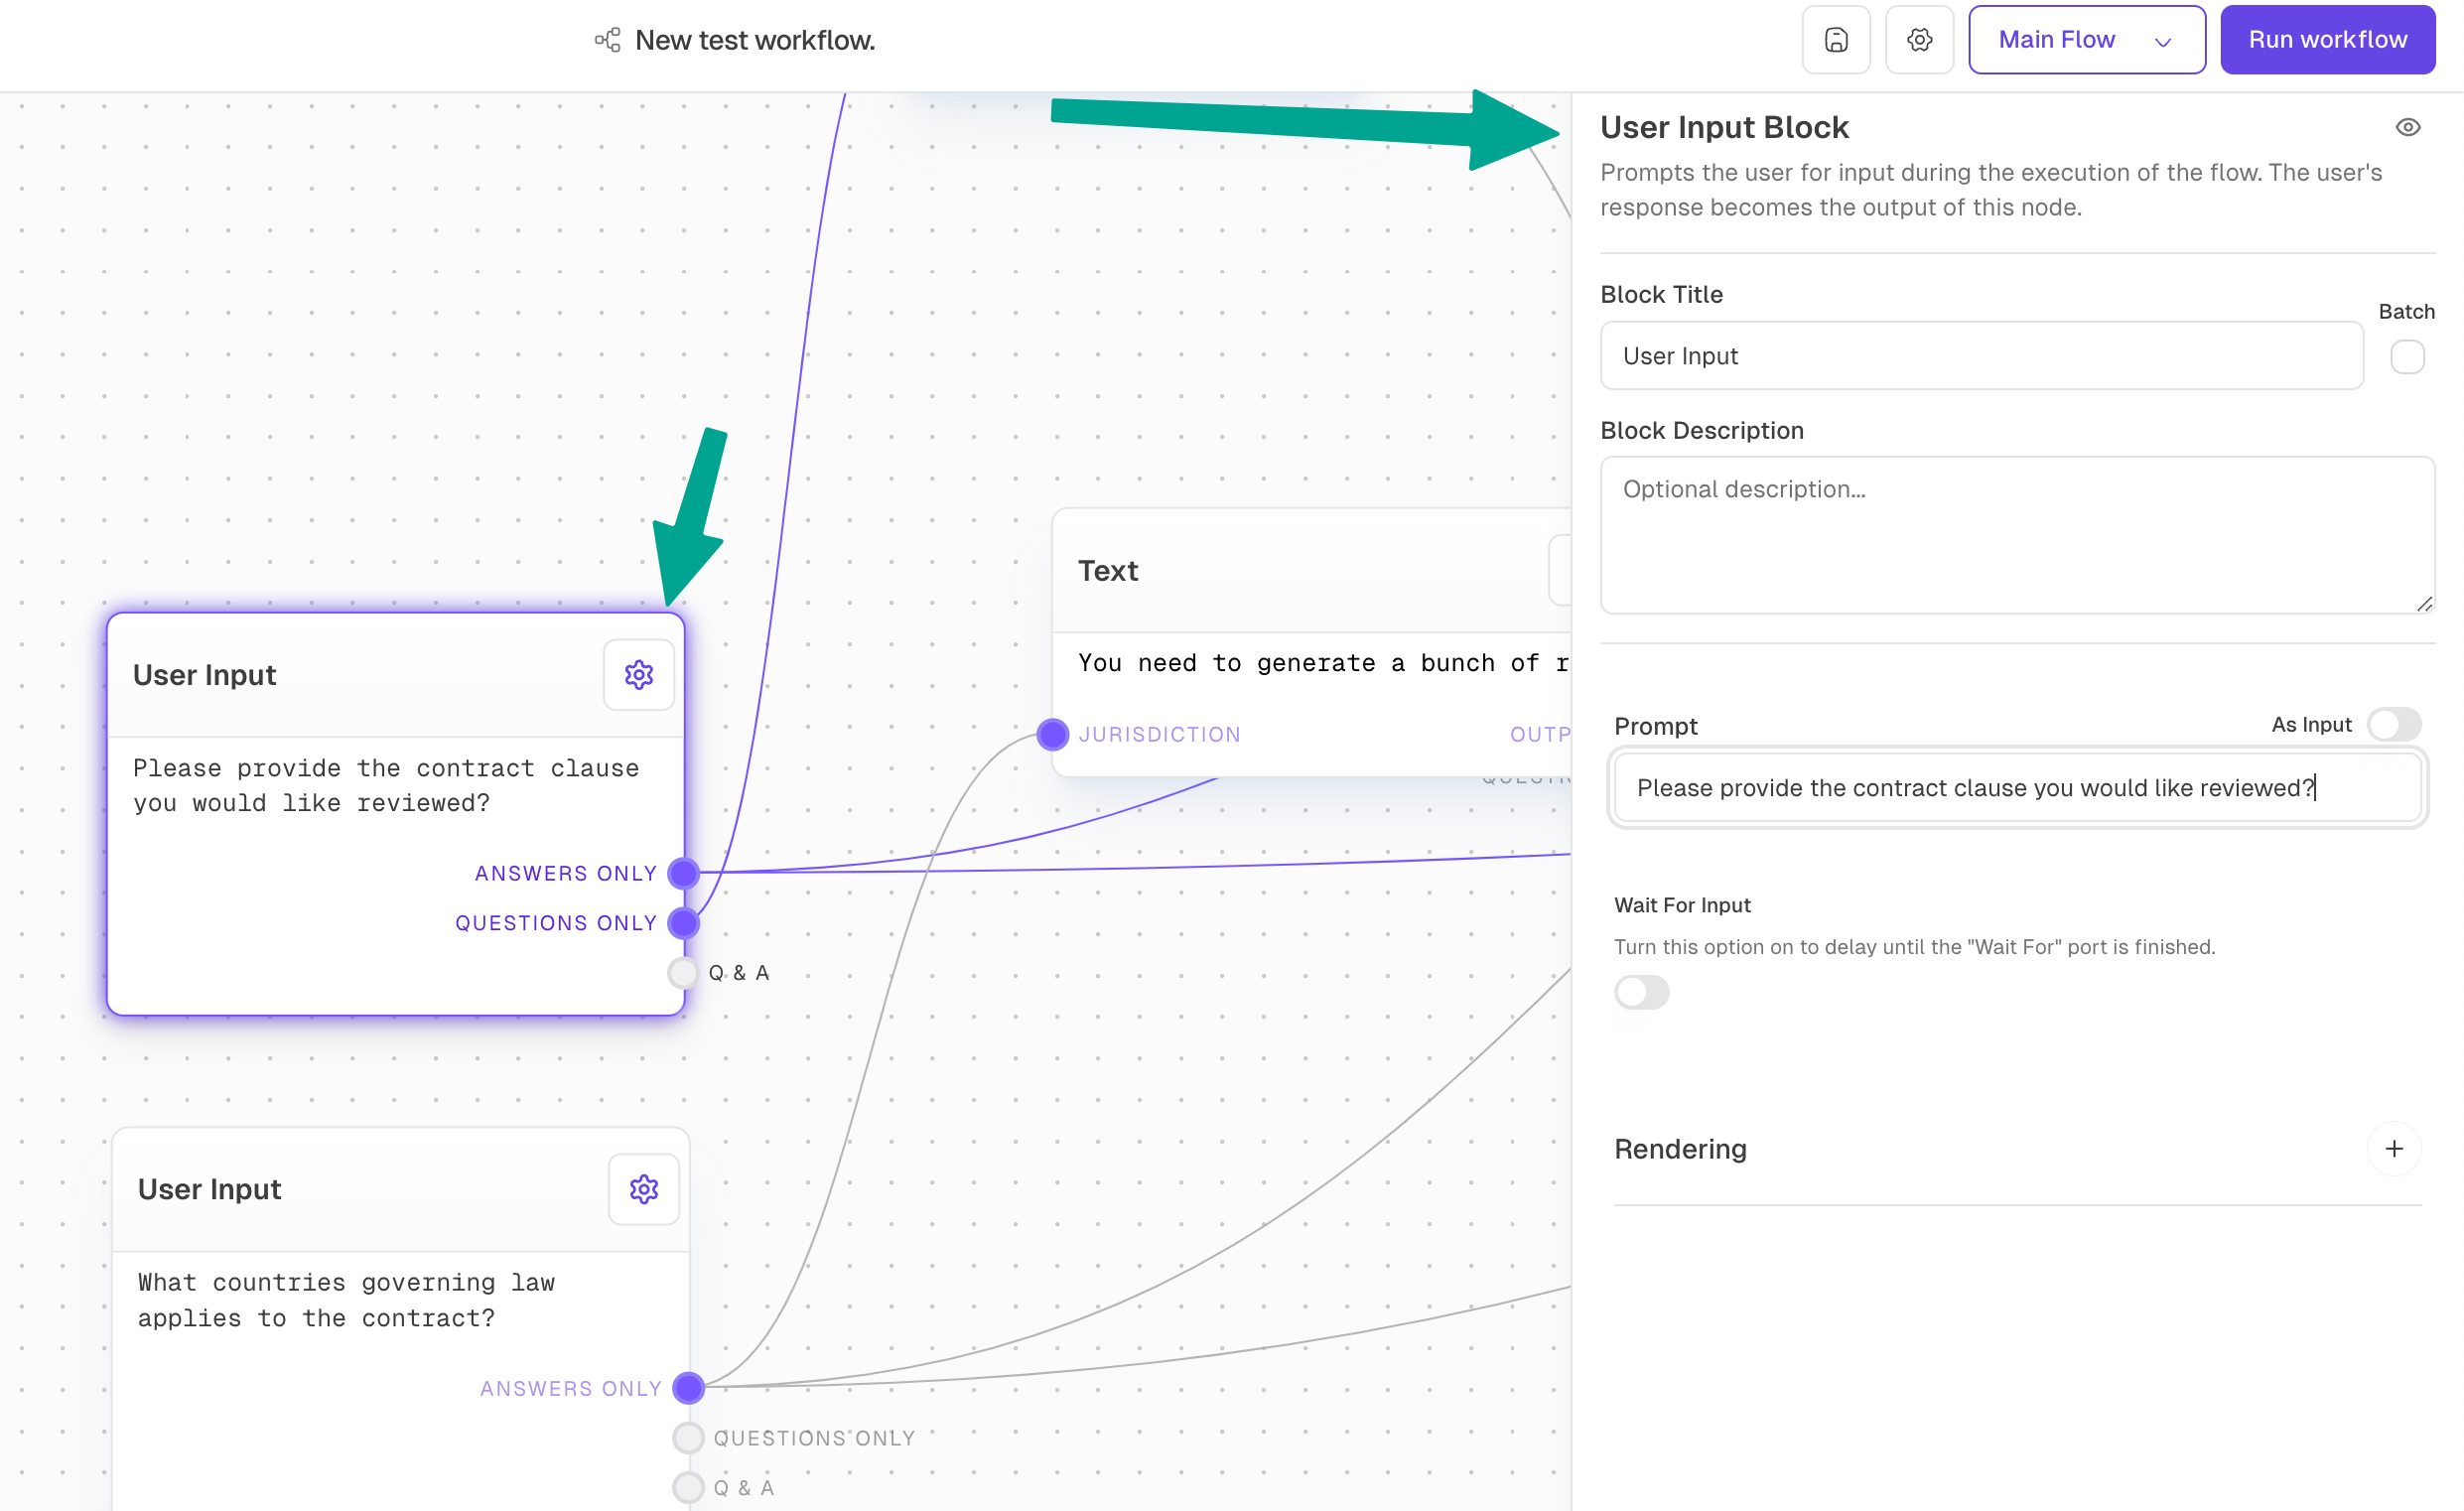 New test workflow.
Main Flow
Run workflow
User Input
Please provide the contract clause
you would like reviewed?
ANSWERS ONLY
QUESTIONS ONLY
Q & A
User Input
What countries governing law
applies to the contract?
ANSWERS ONLY
QUESTIONS ONLY
Q & A
Text
You need to generate a bunch of r
JURISDICTION
OUTP
User Input Block
Prompts the user for input during the execution of the flow. The user's
response becomes the output of this node.
Block Title
Batch
User Input
Block Description
Optional description...
Prompt
As Input
Please provide the contract clause you would like reviewed?
Wait For Input
Turn this option on to delay until the "Wait For" port is finished.
Rendering